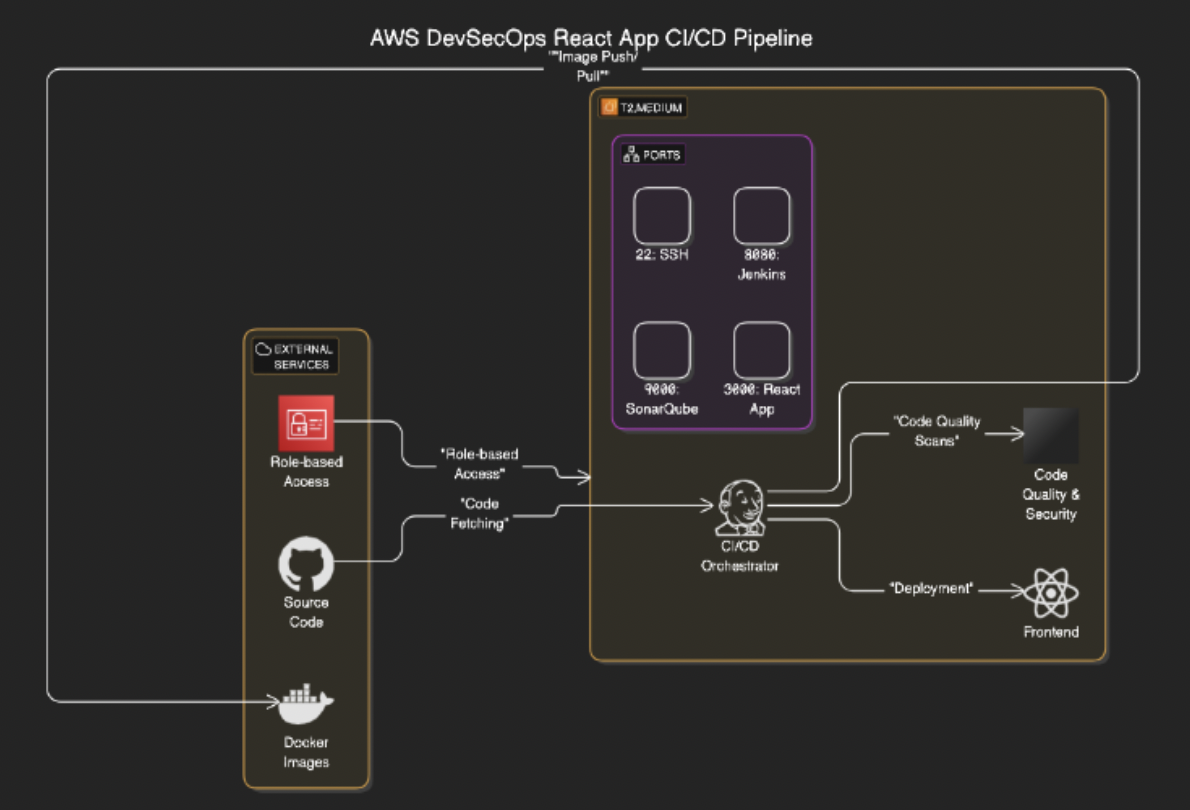 AWS DevSecOps React App CI/CD Pipeline
""Image Push/
Pull""
T2.MEDIUM
PORTS
22: SSH
8080:
Jenkins
9000:
SonarQube
3000: React
App
EXTERNAL
SERVICES
Role-based
Access
"Role-based
Access"
"Code
Fetching"
Source
Code
Docker
Images
CI/CD
Orchestrator
"Code Quality
Scans"
Code
Quality &
Security
"Deployment"
Frontend